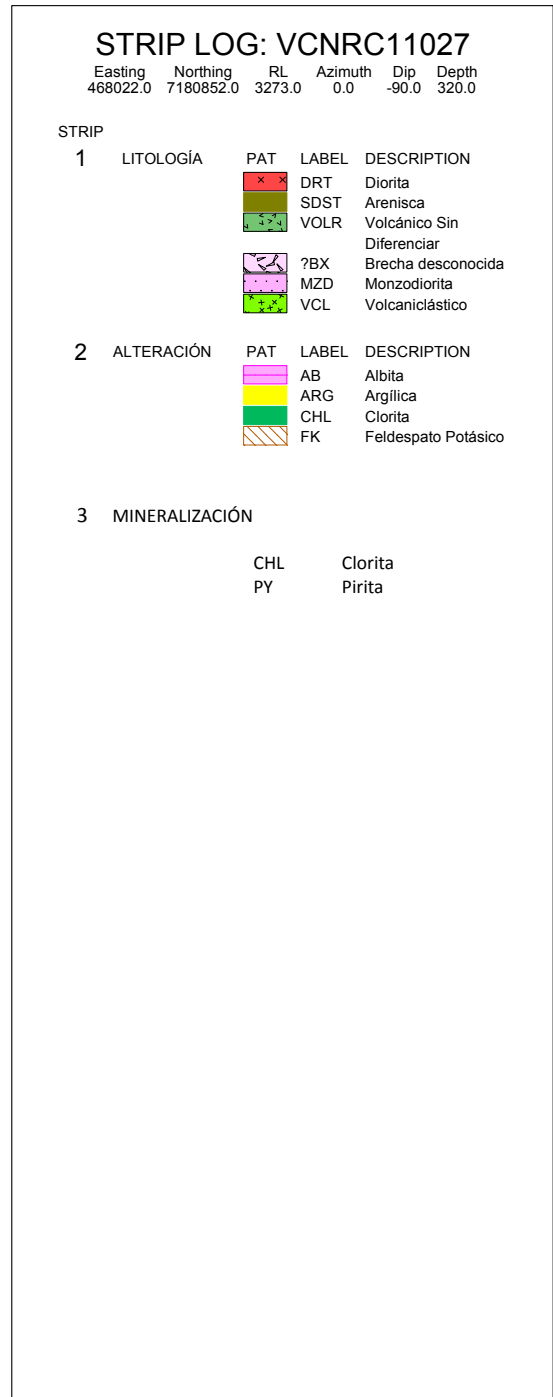 STRIP LOG: VCNRC11027
Easting Northing RL Azimuth Dip Depth
468022.0 7180852.0 3273.0 0.0 -90.0 320.0
STRIP
1 LITOLOGÍA PAT LABEL DESCRIPTION
DRT Diorita
SDST Arenisca
VOLR Volcánico Sin
Diferenciar
?BX Brecha desconocida
MZD Monzodiorita
VCL Volcaniclástico
2 ALTERACIÓN PAT LABEL DESCRIPTION
AB Albita
ARG Argílica
CHL Clorita
FK Feldespato Potásico
3 MINERALIZACIÓN
CHL Clorita
PY Pirita